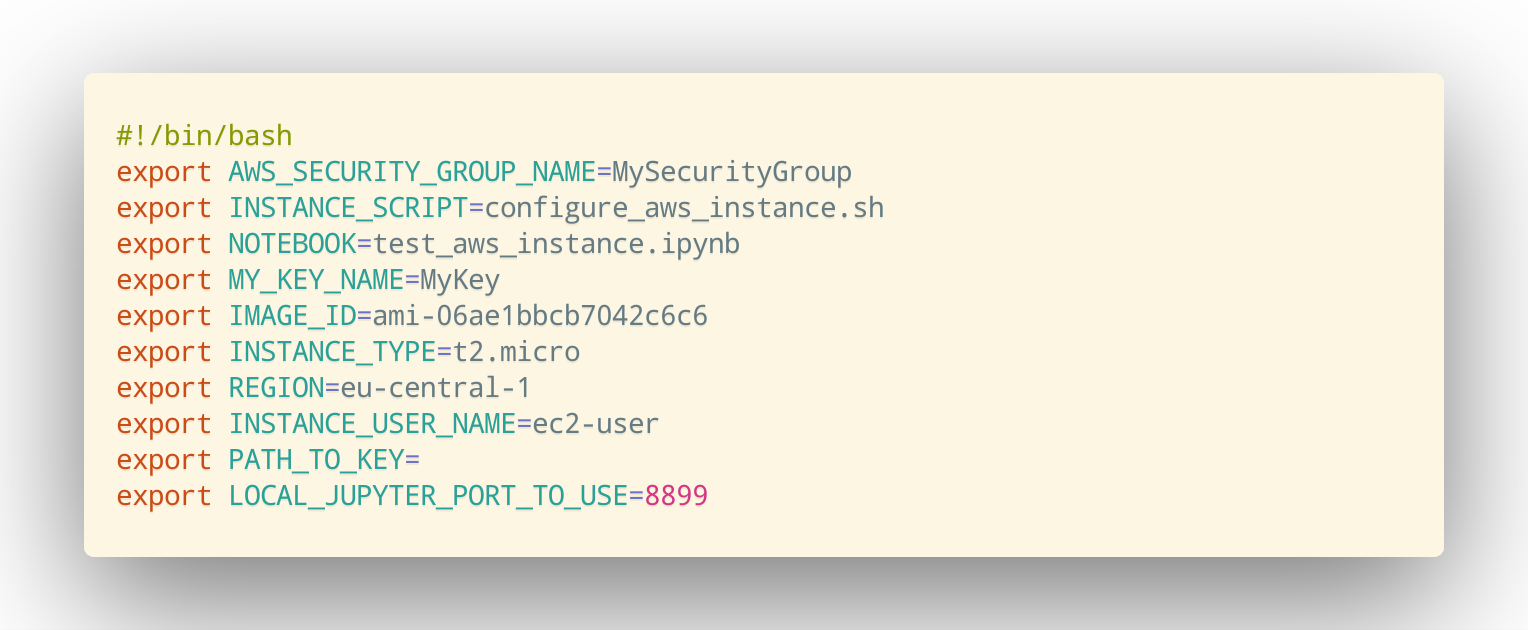 #!/bin/bash
export AWS_SECURITY_GROUP_NAME=MySecurityGroup
export INSTANCE_SCRIPT=configure_aws_instance.sh
export NOTEBOOK=test_aws_instance.ipynb
export MY_KEY_NAME=MyKey
export IMAGE_ID=ami-06ae1bbcb7042c6c6
export INSTANCE_TYPE=t2.micro
export REGION=eu-central-1
export INSTANCE_USER_NAME=ec2-user
export PATH_TO_KEY=
export LOCAL_JUPYTER_PORT_TO_USE=8899